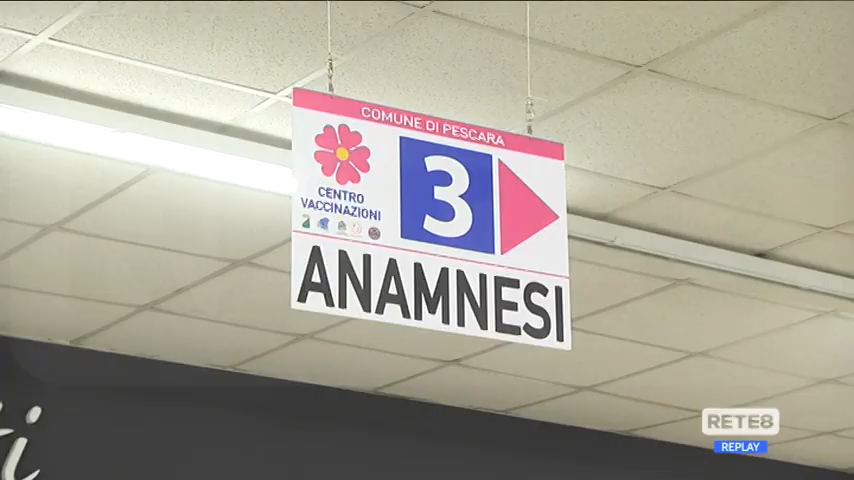 COMUNE DI PESCARA
CENTRO
VACCINAZIONI
3
ANAMNESI
RETE8
REPLAY